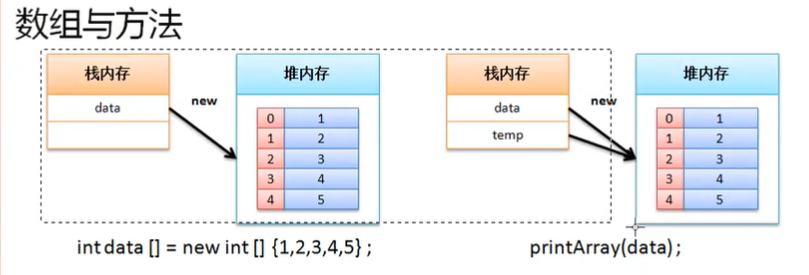 数组与方法
栈内存
data
new
堆内存
0 1
1 2
2 3
3 4
4 5
int data [] = new int [] {1,2,3,4,5} ;
栈内存
data
temp
new
堆内存
0 1
1 2
2 3
3 4
4 5
printArray(data) ;